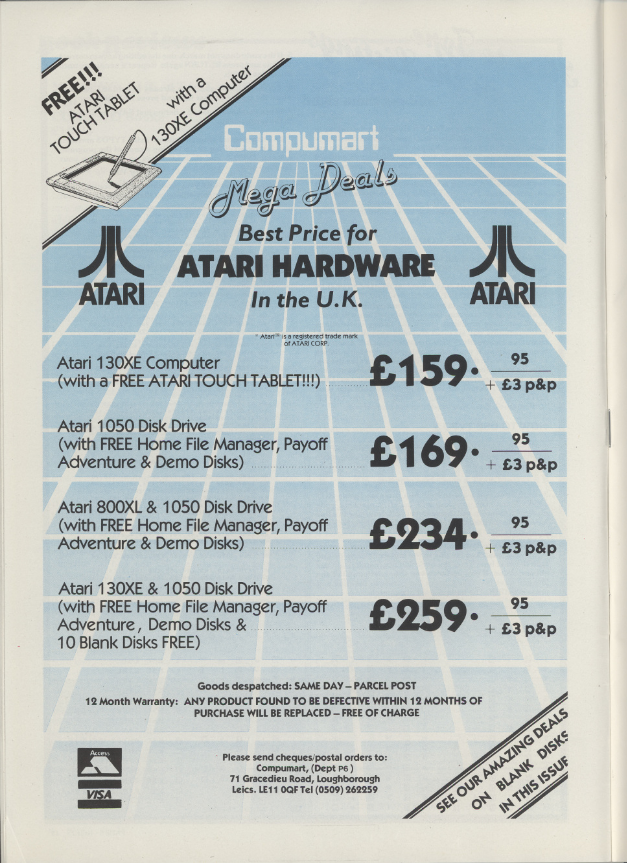 FREE!!!
ATARI
TOUCH TABLET
with a
130XE Computer
Compumart
Mega Deals
Best Price for
ATARI HARDWARE
In the U.K.
ATARI
ATARI
* Atari™ is a registered trade mark
of ATARI CORP.
Atari 130XE Computer
(with a FREE ATARI TOUCH TABLET!!!) £159. 95
+ £3 p&p
Atari 1050 Disk Drive
(with FREE Home File Manager, Payoff
Adventure & Demo Disks) £169. 95
+ £3 p&p
Atari 800XL & 1050 Disk Drive
(with FREE Home File Manager, Payoff
Adventure & Demo Disks) £234. 95
+ £3 p&p
Atari 130XE & 1050 Disk Drive
(with FREE Home File Manager, Payoff
Adventure, Demo Disks &
10 Blank Disks FREE) £259. 95
+ £3 p&p
Goods despatched: SAME DAY – PARCEL POST
12 Month Warranty: ANY PRODUCT FOUND TO BE DEFECTIVE WITHIN 12 MONTHS OF
PURCHASE WILL BE REPLACED – FREE OF CHARGE
Access
VISA
Please send cheques/postal orders to:
Compumart, (Dept P6)
71 Gracedieu Road, Loughborough
Leics. LE11 0QF Tel (0509) 262259
SEE OUR AMAZING DEALS
ON BLANK DISKS
IN THIS ISSUE